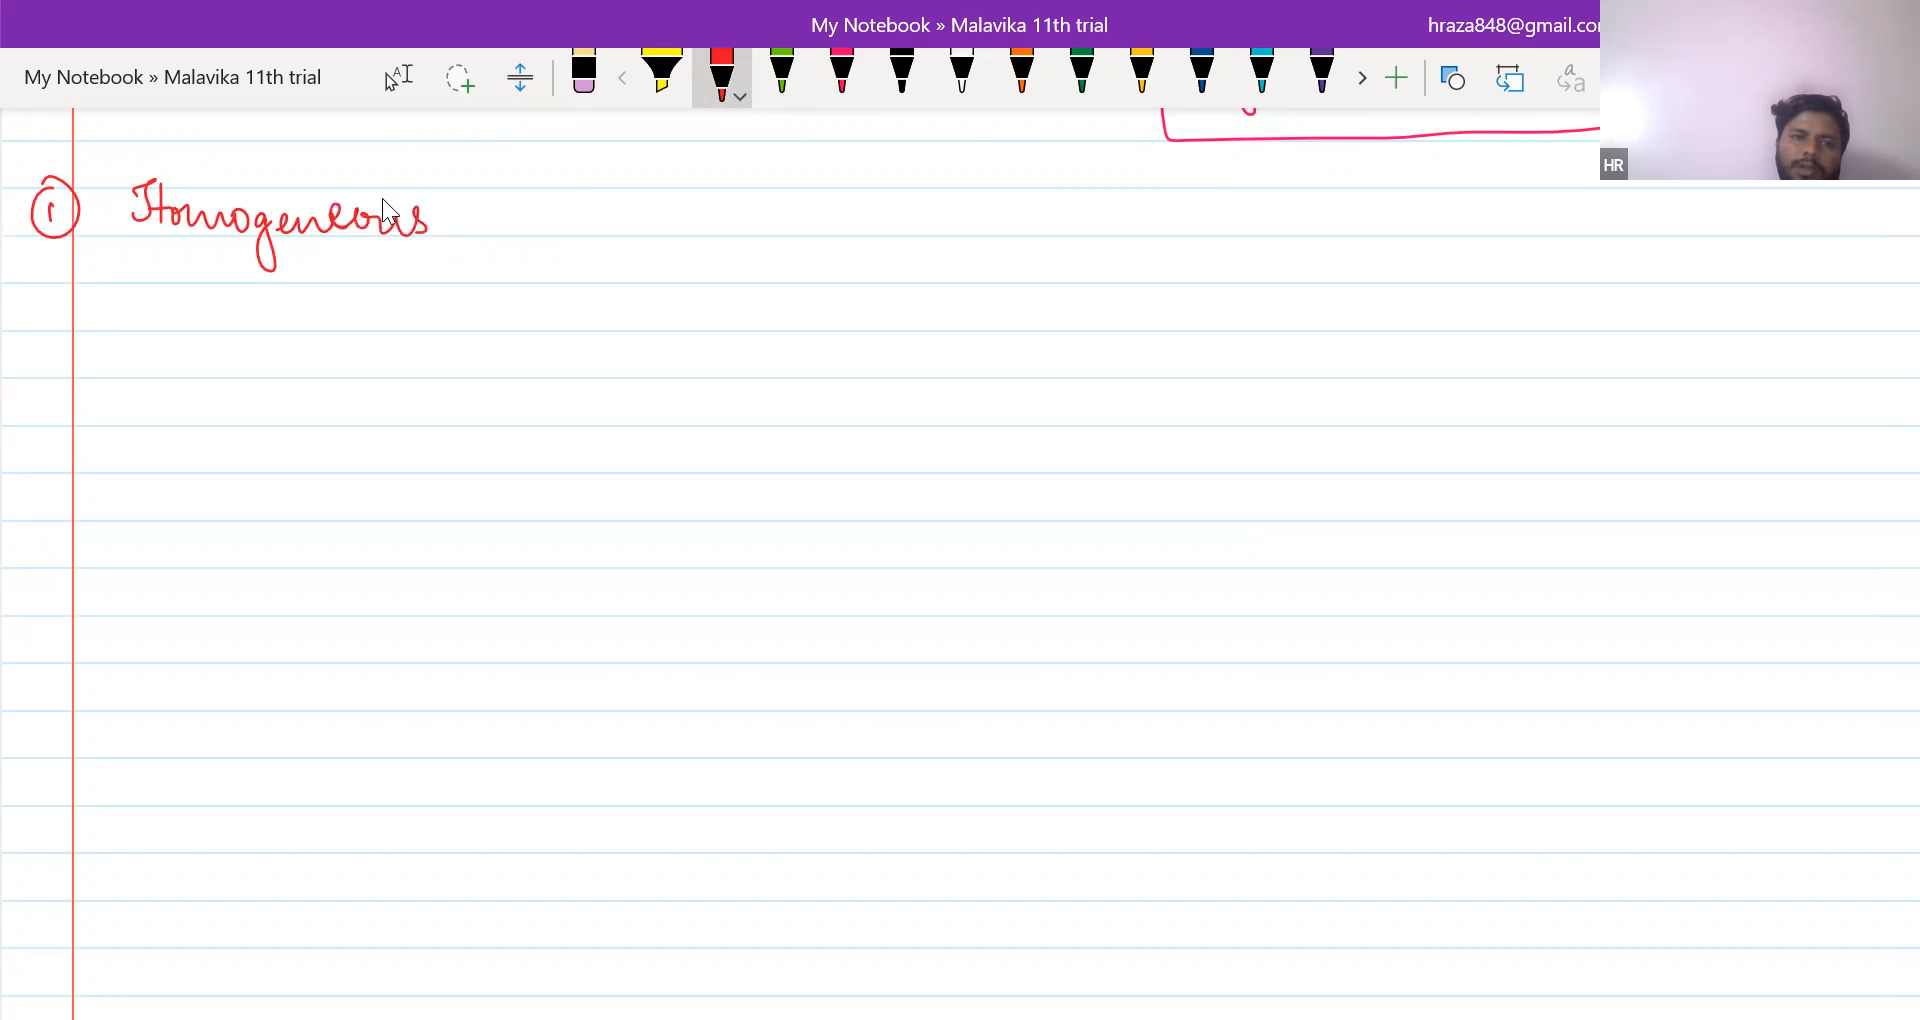 My Notebook » Malavika 11th trial
hraza848@gmail.co
My Notebook » Malavika 11th trial
HR
① Homogeneous